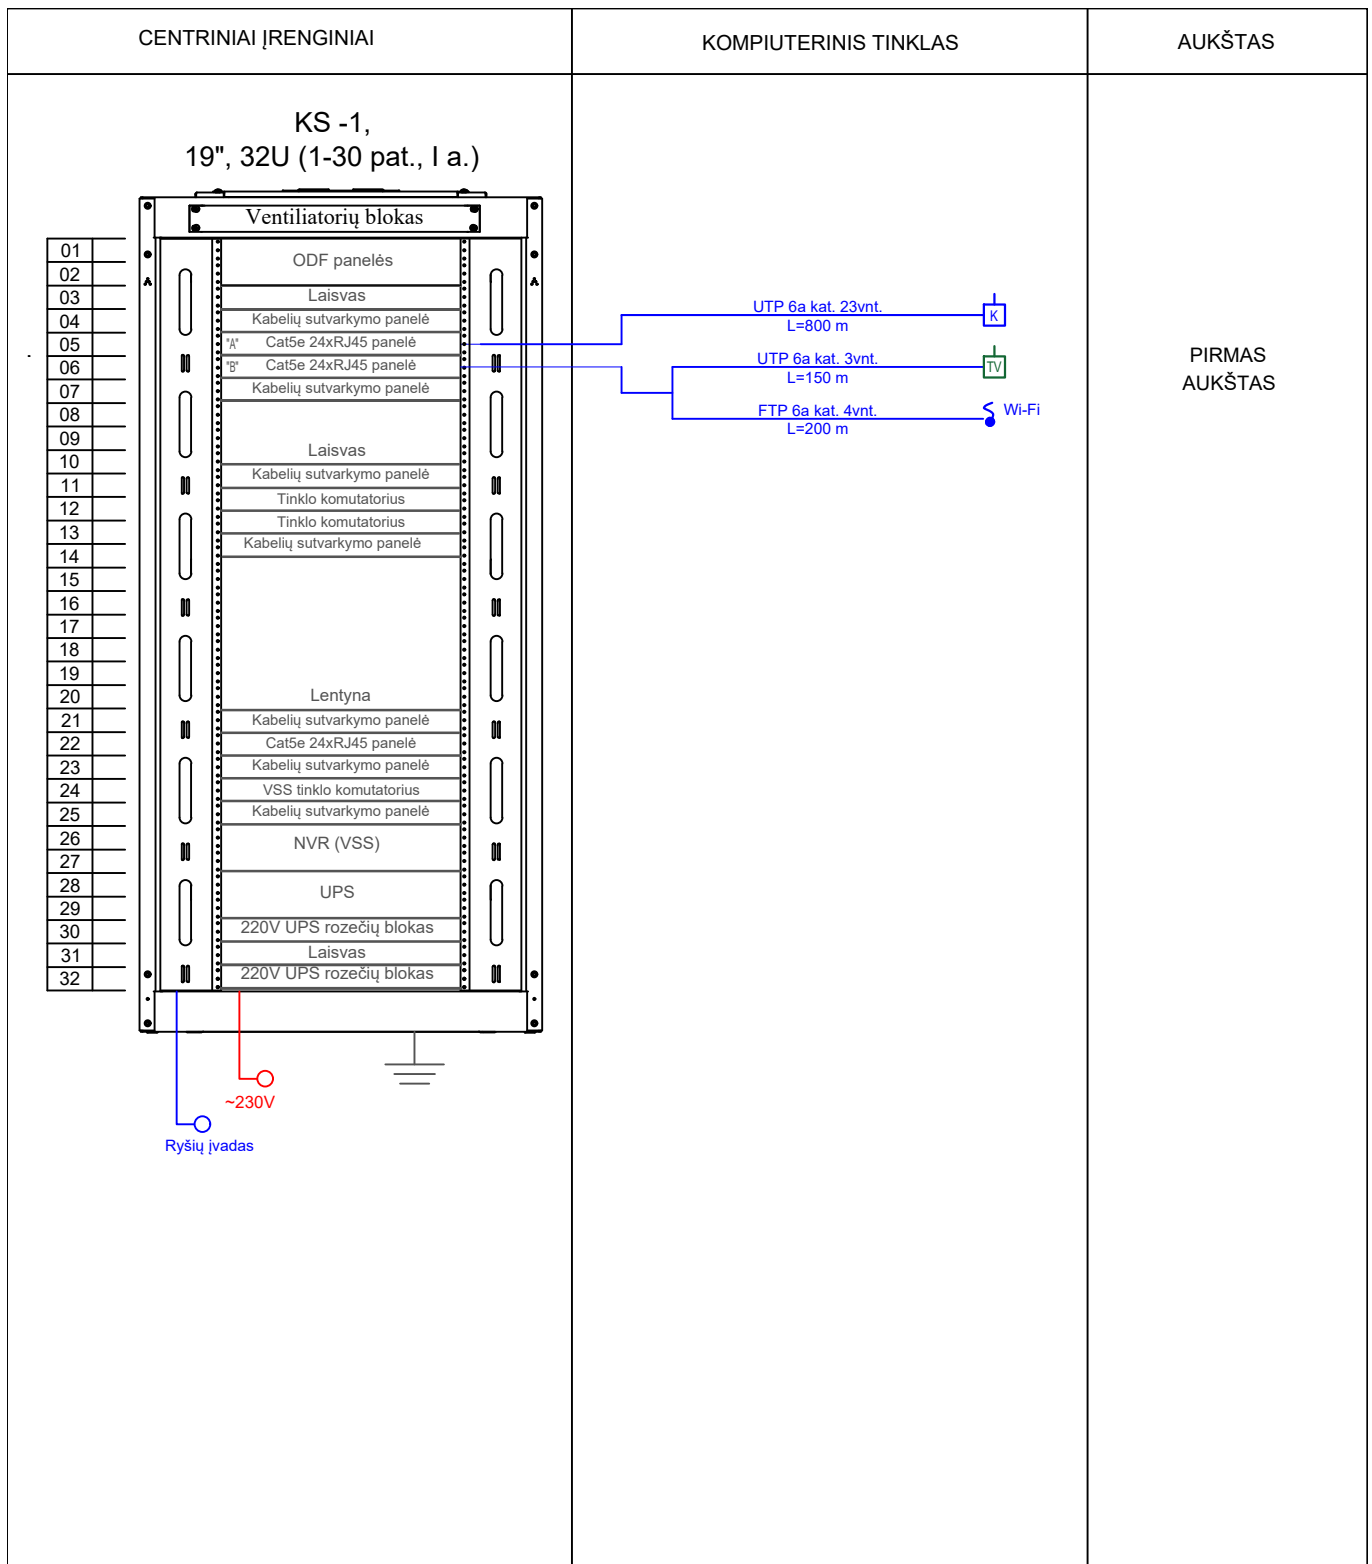 CENTRINIAI ĮRENGINIAI
KOMPIUTERINIS TINKLAS
AUKŠTAS
KS -1,
19", 32U (1-30 pat., I a.)
Ventiliatorių blokas
01
02
03
04
05
06
07
08
09
10
11
12
13
14
15
16
17
18
19
20
21
22
23
24
25
26
27
28
29
30
31
32
ODF panelės
Laisvas
Kabelių sutvarkymo panelė
"A" Cat5e 24xRJ45 panelė
"B" Cat5e 24xRJ45 panelė
Kabelių sutvarkymo panelė
Laisvas
Kabelių sutvarkymo panelė
Tinklo komutatorius
Tinklo komutatorius
Kabelių sutvarkymo panelė
Lentyna
Kabelių sutvarkymo panelė
Cat5e 24xRJ45 panelė
Kabelių sutvarkymo panelė
VSS tinklo komutatorius
Kabelių sutvarkymo panelė
NVR (VSS)
UPS
220V UPS rozečių blokas
Laisvas
220V UPS rozečių blokas
~230V
Ryšių įvadas
UTP 6a kat. 23vnt.
L=800 m
K
UTP 6a kat. 3vnt.
L=150 m
TV
FTP 6a kat. 4vnt.
L=200 m
Wi-Fi
PIRMAS
AUKŠTAS